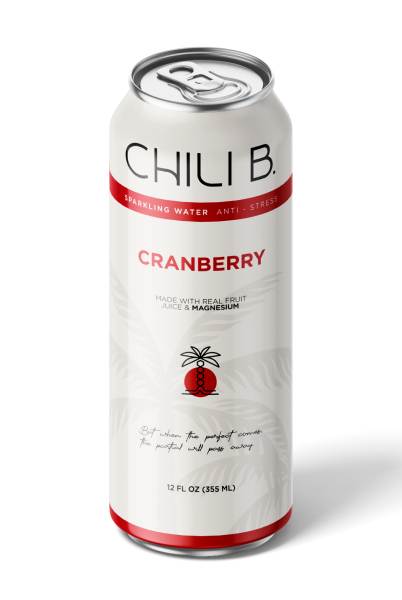 CHILI B.
SPARKLING WATER ANTI - STRESS
CRANBERRY
MADE WITH REAL FRUIT
JUICE & MAGNESIUM
But when the perfect comes,
the partial will pass away.
12 FL OZ (355 ML)